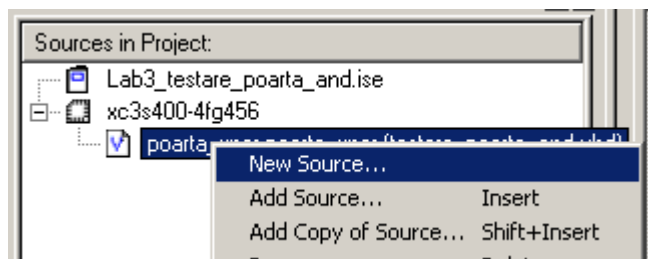 Sources in Project:
Lab3_testare_poarta_and.ise
xc3s400-4fg456
New Source...
Add Source... Insert
Add Copy of Source... Shift+Insert